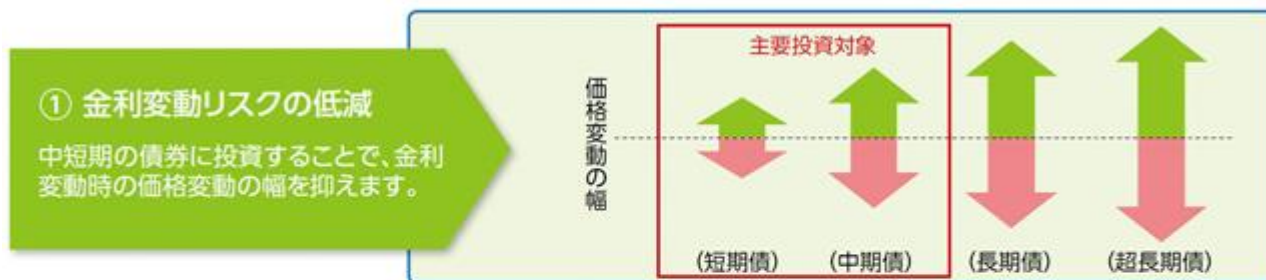 ① 金利変動リスクの低減
中短期の債券に投資することで、金利
変動時の価格変動の幅を抑えます。
主要投資対象
価格変動の幅
(短期債)
(中期債)
(長期債)
(超長期債)